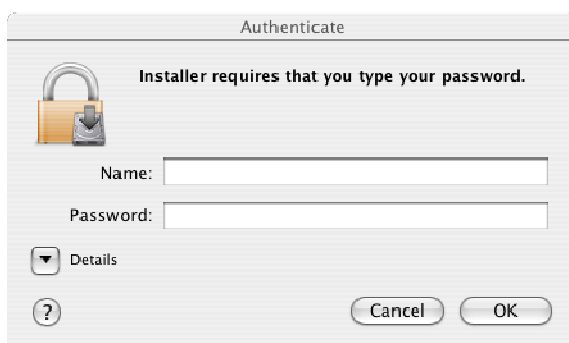 Authenticate
Installer requires that you type your password.
Name:
Password:
Details
?
Cancel
OK